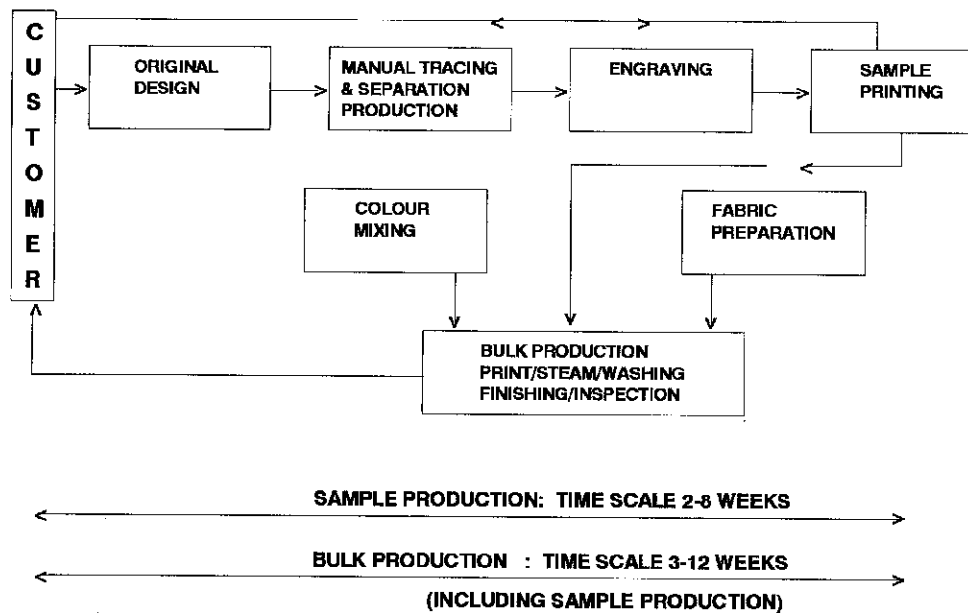 CUSTOMER
ORIGINAL
DESIGN
MANUAL TRACING
& SEPARATION
PRODUCTION
ENGRAVING
SAMPLE
PRINTING
COLOUR
MIXING
FABRIC
PREPARATION
BULK PRODUCTION
PRINT/STEAM/WASHING
FINISHING/INSPECTION
SAMPLE PRODUCTION: TIME SCALE 2-8 WEEKS
BULK PRODUCTION : TIME SCALE 3-12 WEEKS
(INCLUDING SAMPLE PRODUCTION)